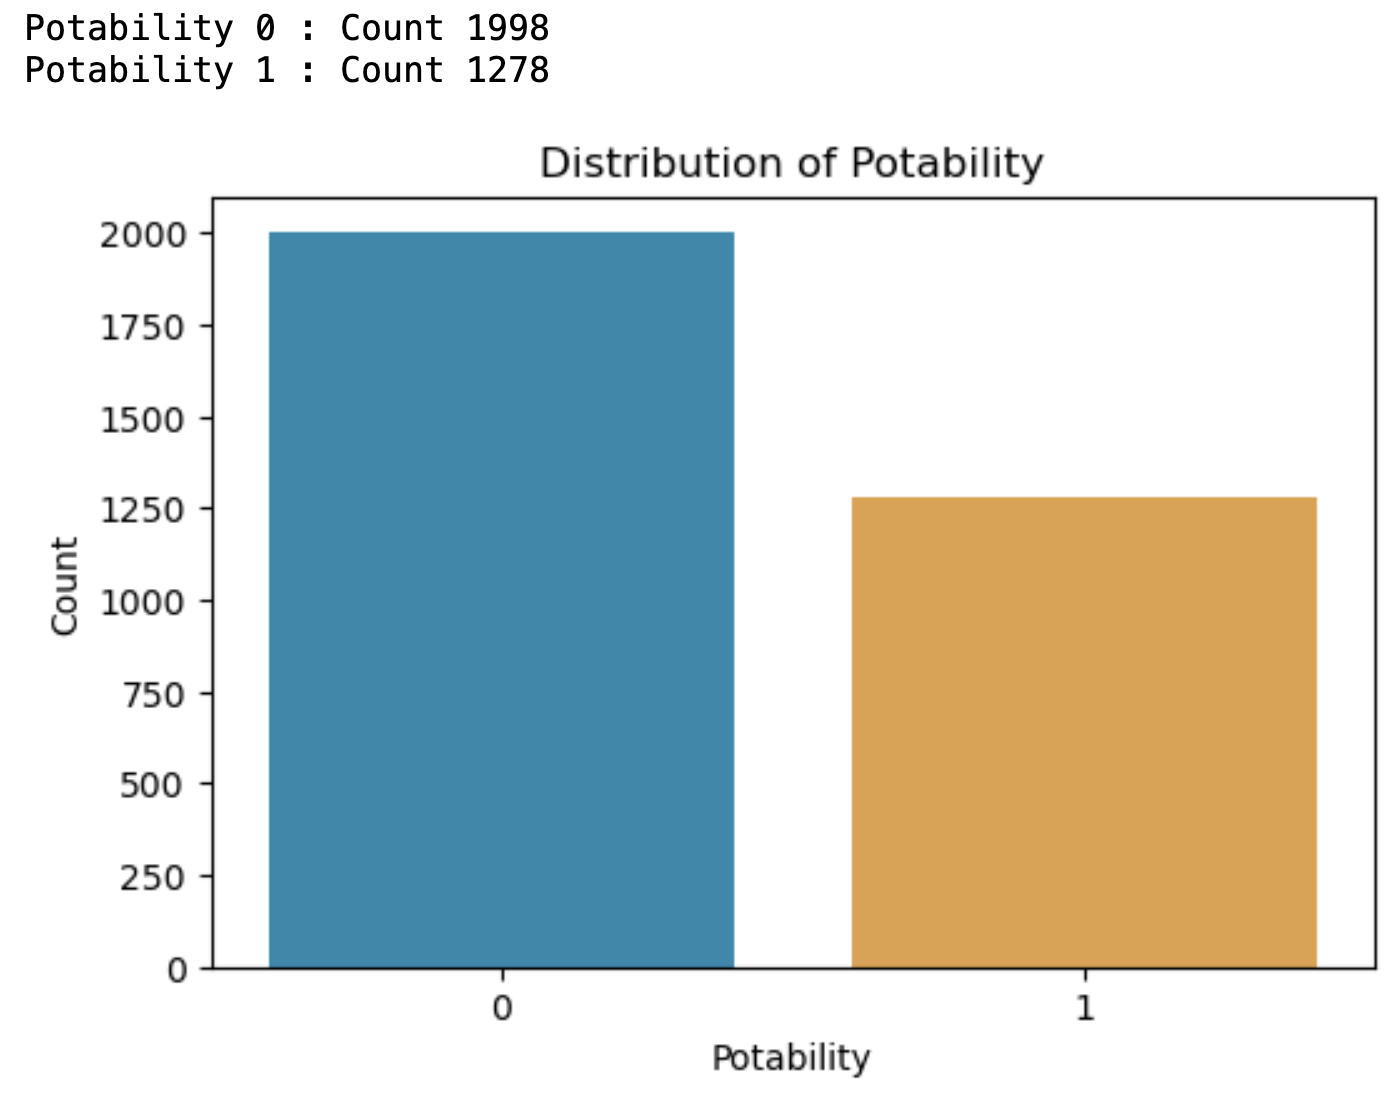 Potability 0 : Count 1998
Potability 1 : Count 1278
Distribution of Potability
2000
1750
1500
1250
1000
750
500
250
0
Count
0 1
Potability